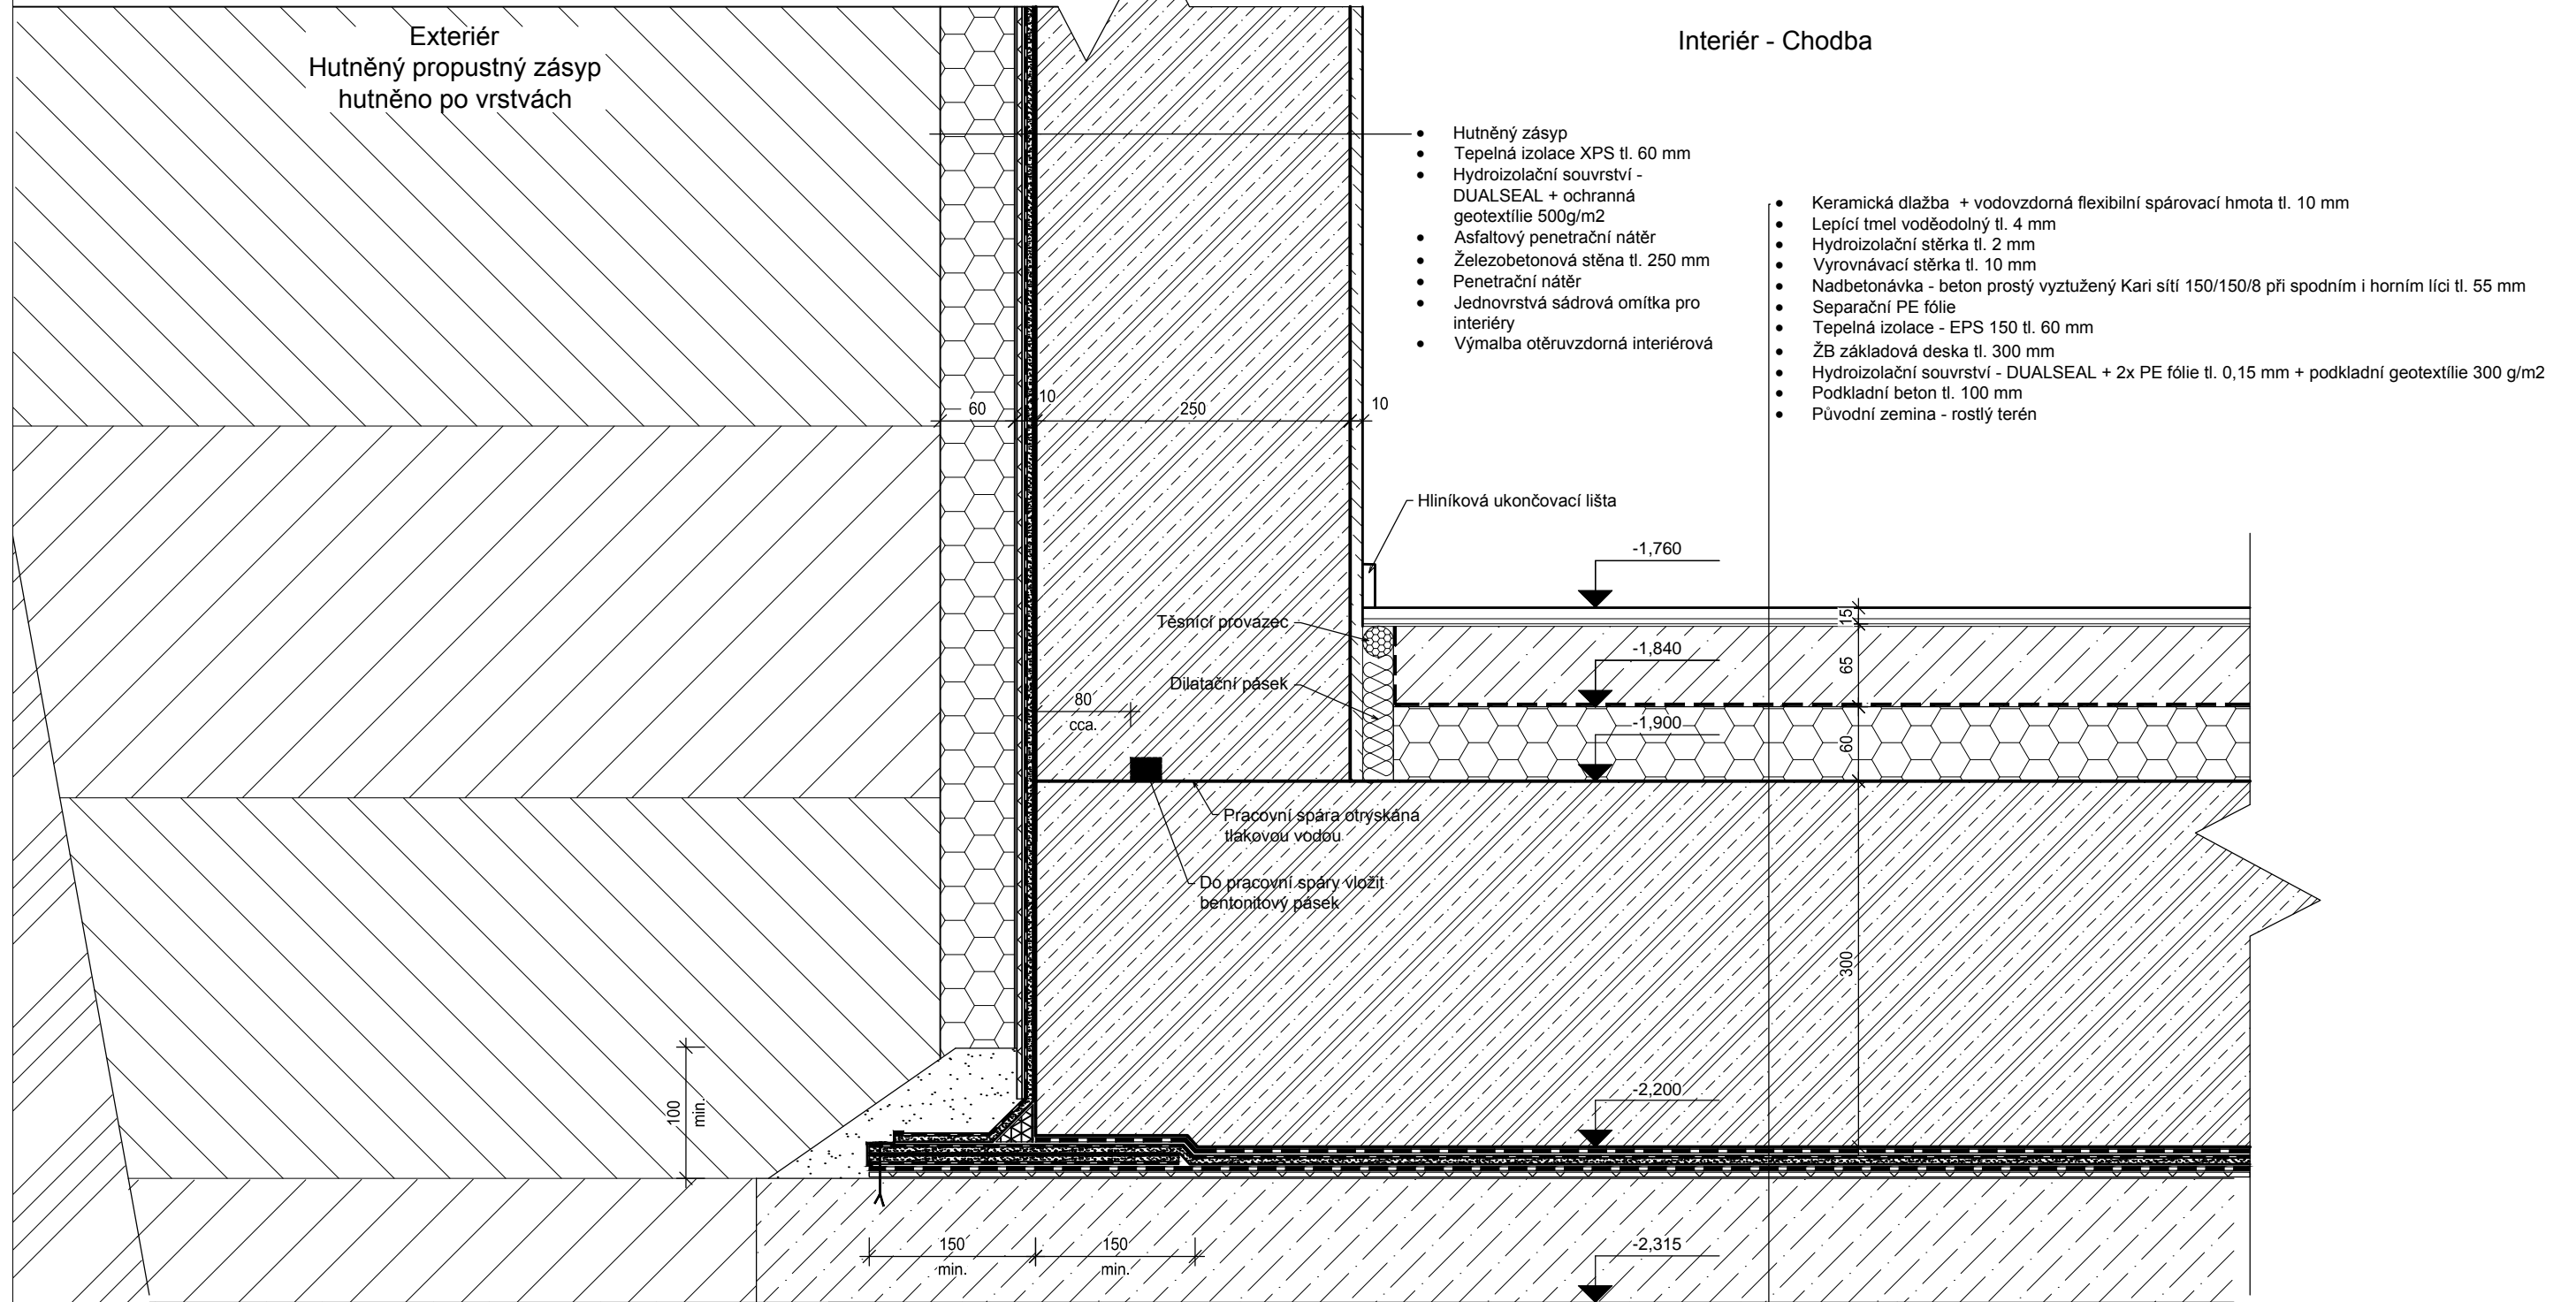 Exteriér
Hutněný propustný zásyp
hutněno po vrstvách
Interiér - Chodba
• Hutněný zásyp
• Tepelná izolace XPS tl. 60 mm
• Hydroizolační souvrství -
DUALSEAL + ochranná
geotextílie 500g/m2
• Asfaltový penetrační nátěr
• Železobetonová stěna tl. 250 mm
• Penetrační nátěr
• Jednovrstvá sádrová omítka pro
interiéry
• Výmalba otěruvzdorná interiérová
• Keramická dlažba + vodovzdorná flexibilní spárovací hmota tl. 10 mm
• Lepící tmel voděodolný tl. 4 mm
• Hydroizolační stěrka tl. 2 mm
• Vyrovnávací stěrka tl. 10 mm
• Nadbetonávka - beton prostý vyztužený Kari sítí 150/150/8 při spodním i horním líci tl. 55 mm
• Separační PE fólie
• Tepelná izolace - EPS 150 tl. 60 mm
• ŽB základová deska tl. 300 mm
• Hydroizolační souvrství - DUALSEAL + 2x PE fólie tl. 0,15 mm + podkladní geotextílie 300 g/m2
• Podkladní beton tl. 100 mm
• Původní zemina - rostlý terén
60
10
250
10
Hliníková ukončovací lišta
-1,760
15
Těsnící provazec
-1,840
65
Dilatační pásek
80
cca.
-1,900
60
Pracovní spára otryskána
tlakovou vodou
Do pracovní spáry vložit
bentonitový pásek
300
100
min.
-2,200
150
min.
150
min.
-2,315